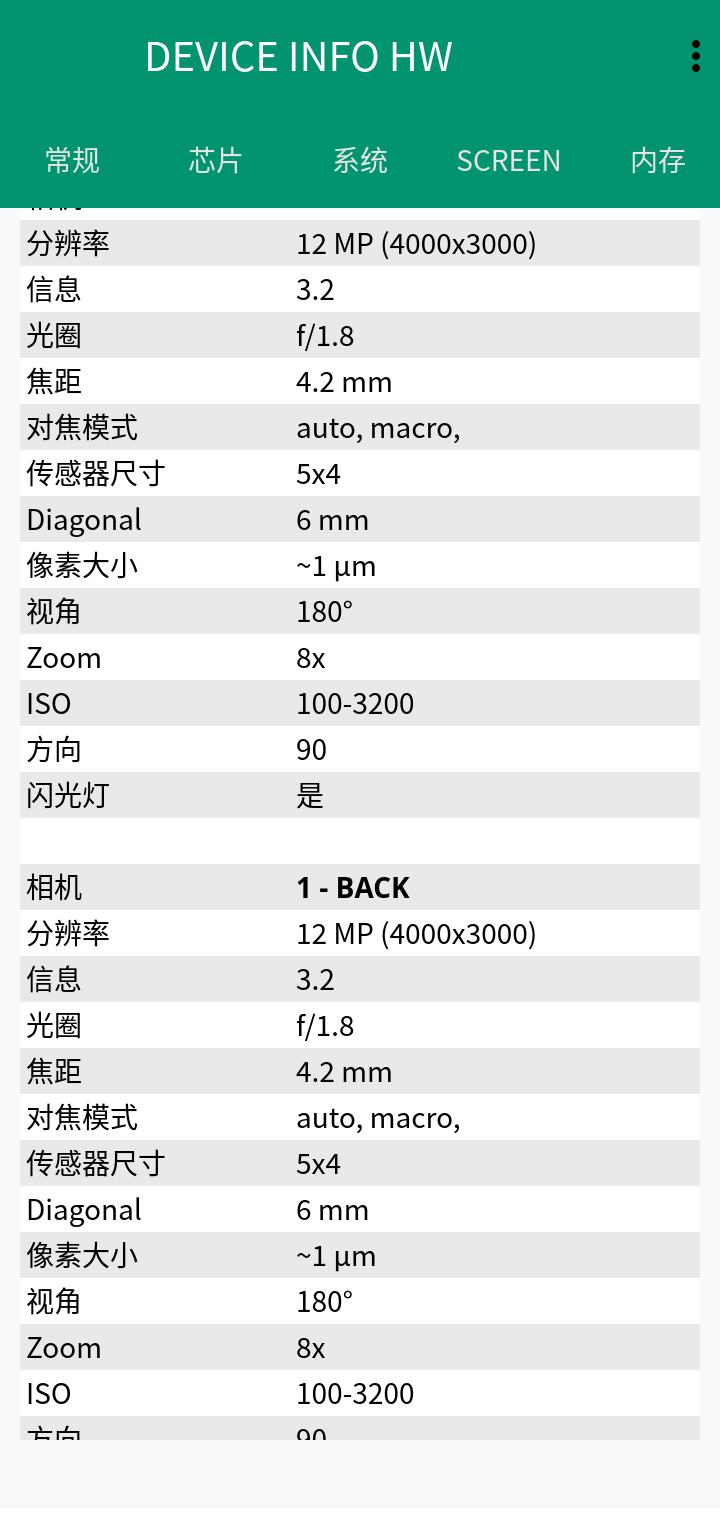 DEVICE INFO HW
常规 芯片 系统 SCREEN 内存
分辨率 12 MP (4000x3000)
信息 3.2
光圈 f/1.8
焦距 4.2 mm
对焦模式 auto, macro,
传感器尺寸 5x4
Diagonal 6 mm
像素大小 ~1 µm
视角 180°
Zoom 8x
ISO 100-3200
方向 90
闪光灯 是
相机 1 - BACK
分辨率 12 MP (4000x3000)
信息 3.2
光圈 f/1.8
焦距 4.2 mm
对焦模式 auto, macro,
传感器尺寸 5x4
Diagonal 6 mm
像素大小 ~1 µm
视角 180°
Zoom 8x
ISO 100-3200
方向 90